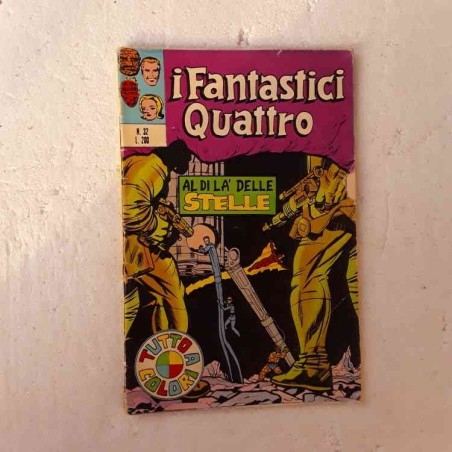 i Fantastici
Quattro
N. 32
L. 200
AL DI LA' DELLE
STELLE
TUTTO A
COLORI